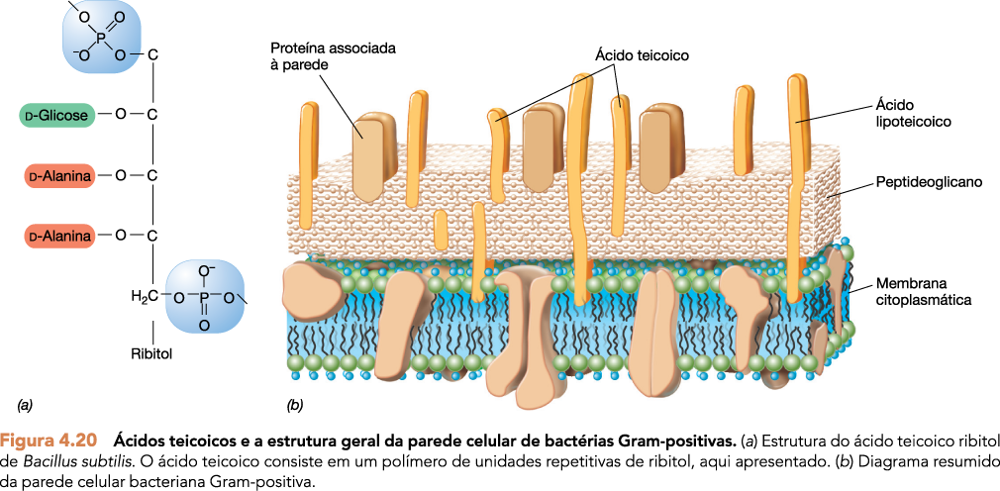 O O
P
⁻O O—C
D-Glicose —O—C
D-Alanina —O—C
D-Alanina —O—C
O⁻
H₂C—O—P—O
O
Ribitol
(a)
Proteína associada
à parede
Ácido teicoico
Ácido
lipoteicoico
Peptideoglicano
Membrana
citoplasmática
(b)
Figura 4.20 Ácidos teicoicos e a estrutura geral da parede celular de bactérias Gram-positivas. (a) Estrutura do ácido teicoico ribitol
de Bacillus subtilis. O ácido teicoico consiste em um polímero de unidades repetitivas de ribitol, aqui apresentado. (b) Diagrama resumido
da parede celular bacteriana Gram-positiva.